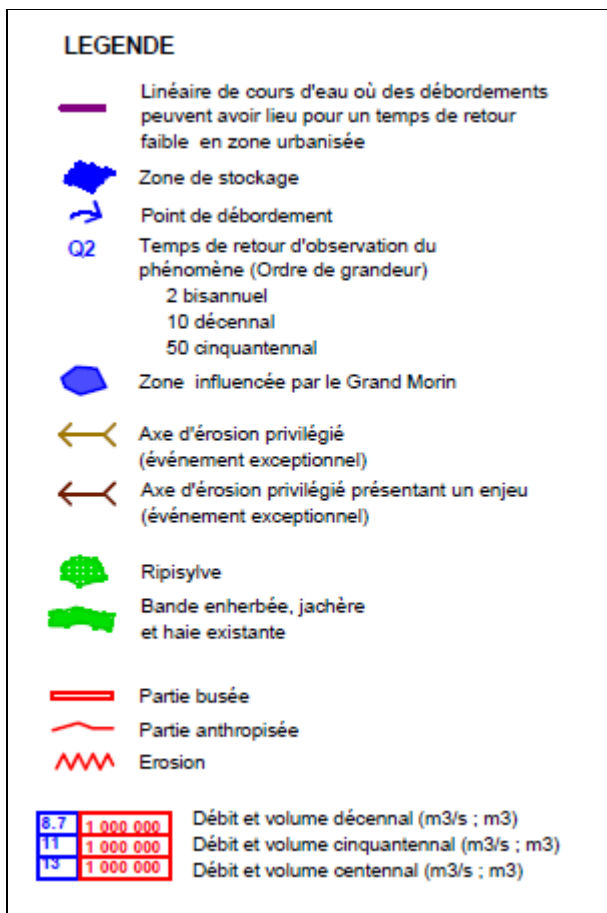 LEGENDE
Linéaire de cours d'eau où des débordements
peuvent avoir lieu pour un temps de retour
faible en zone urbanisée
Zone de stockage
Point de débordement
Q2 Temps de retour d'observation du
phénomène (Ordre de grandeur)
2 bisannuel
10 décennal
50 cinquantennal
Zone influencée par le Grand Morin
Axe d'érosion privilégié
(événement exceptionnel)
Axe d'érosion privilégié présentant un enjeu
(événement exceptionnel)
Ripisylve
Bande enherbée, jachère
et haie existante
Partie busée
Partie anthropisée
Erosion
8.7 1 000 000 Débit et volume décennal (m3/s ; m3)
11 1 000 000 Débit et volume cinquantennal (m3/s ; m3)
13 1 000 000 Débit et volume centennal (m3/s ; m3)